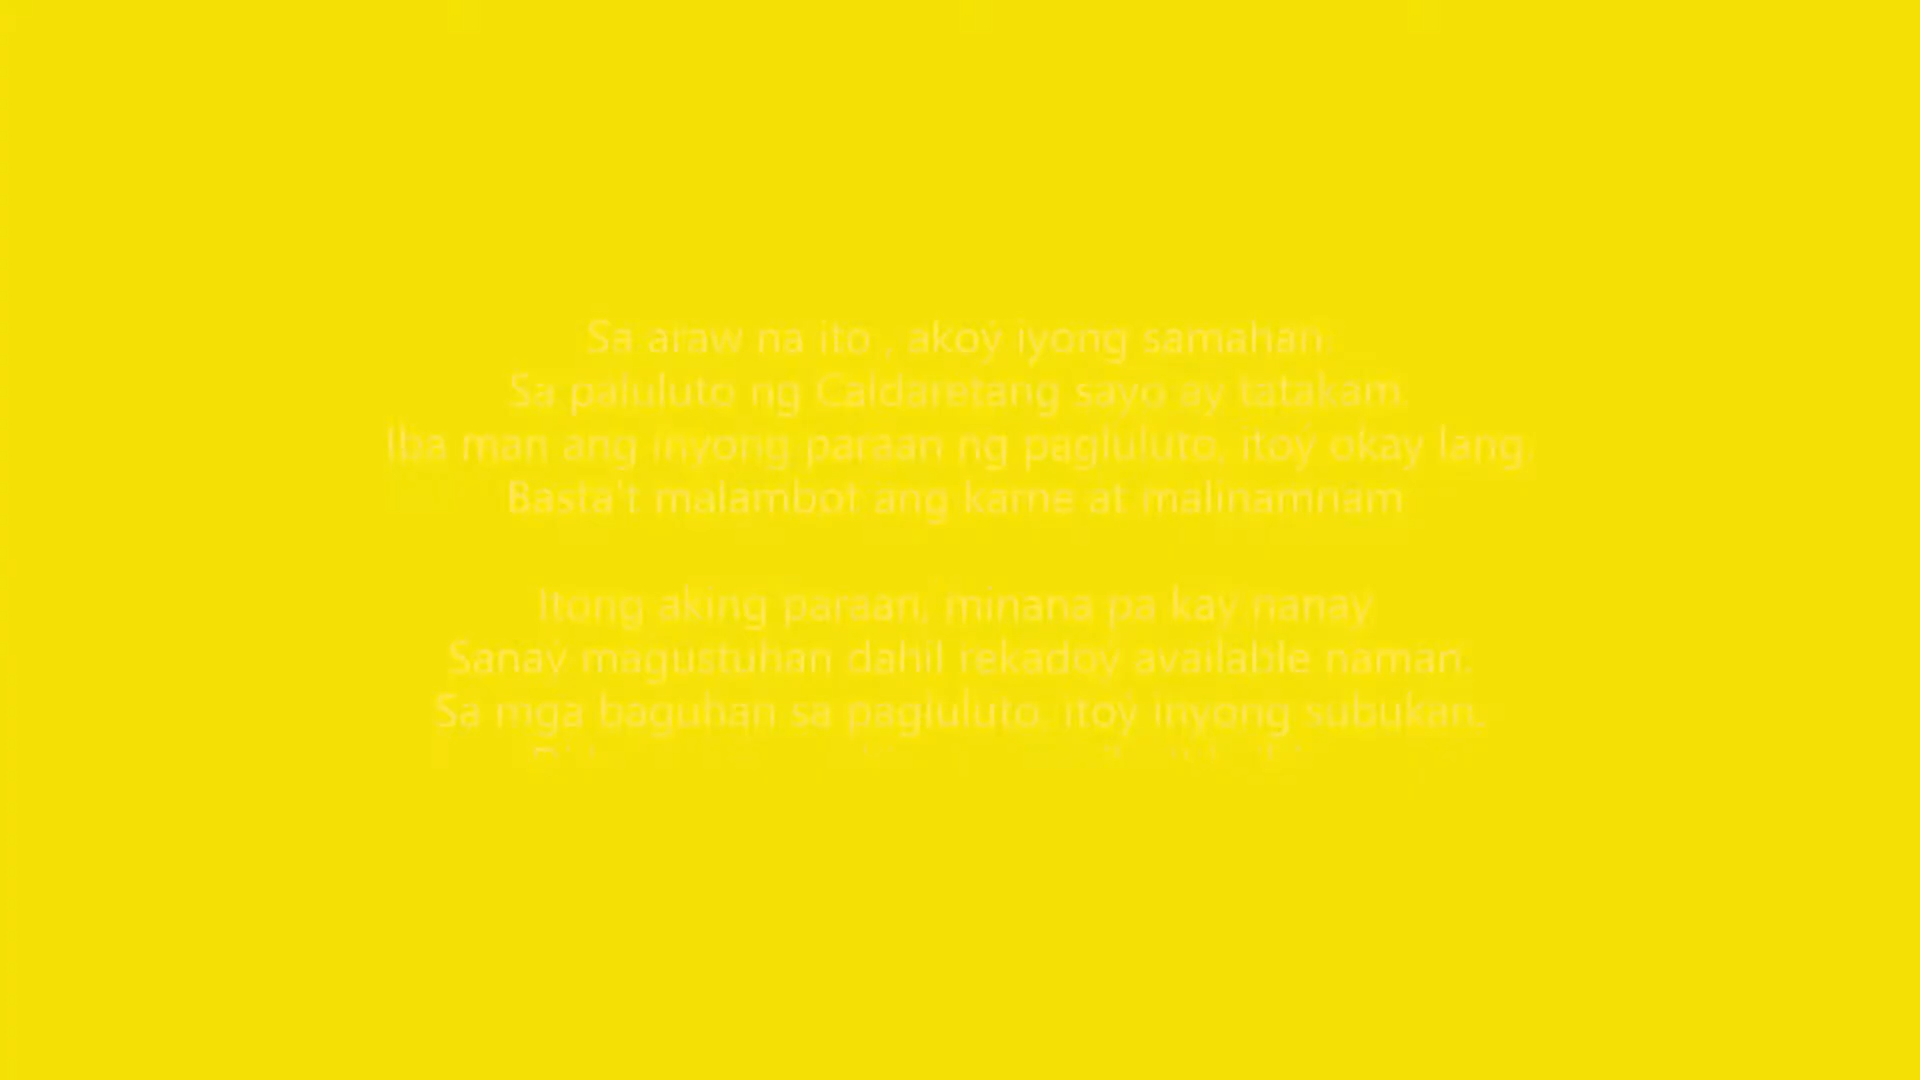 Sa araw na ito , akoy iyong samahan
Sa paluluto ng Caldaretang sayo ay tatakam.
Iba man ang inyong paraan ng pagluluto, itoy okay lang
Basta't malambot ang karne at malinamnam
Itong aking paraan, minana pa kay nanay
Sanay magustuhan dahil rekadoy available naman.
Sa mga baguhan sa pagluluto, itoy inyong subukan,